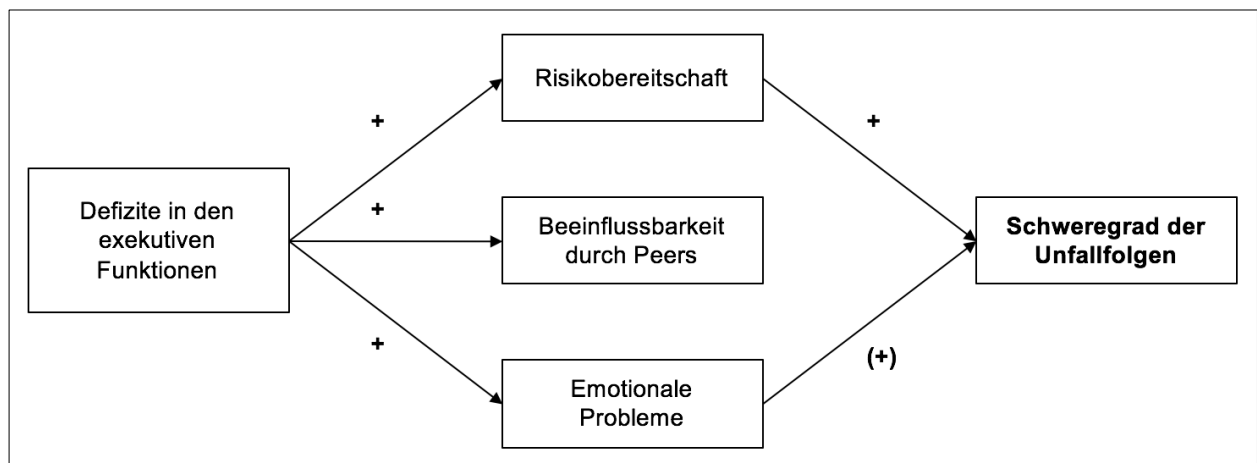 Risikobereitschaft
+
+
Defizite in den
exekutiven
Funktionen
+
Beeinflussbarkeit
durch Peers
Schweregrad der
Unfallfolgen
+
(+)
Emotionale
Probleme